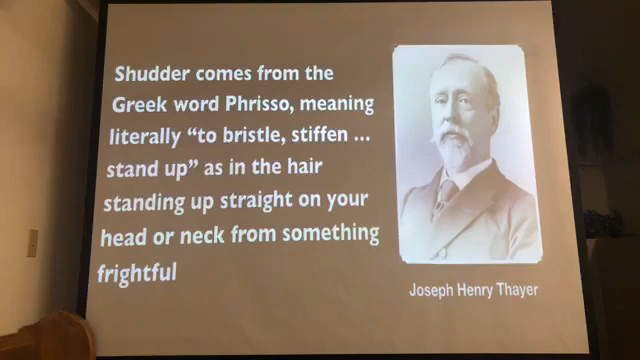 Shudder comes from the
Greek word Phrisso, meaning
literally “to bristle, stiffen ...
stand up” as in the hair
standing up straight on your
head or neck from something
frightful
Joseph Henry Thayer